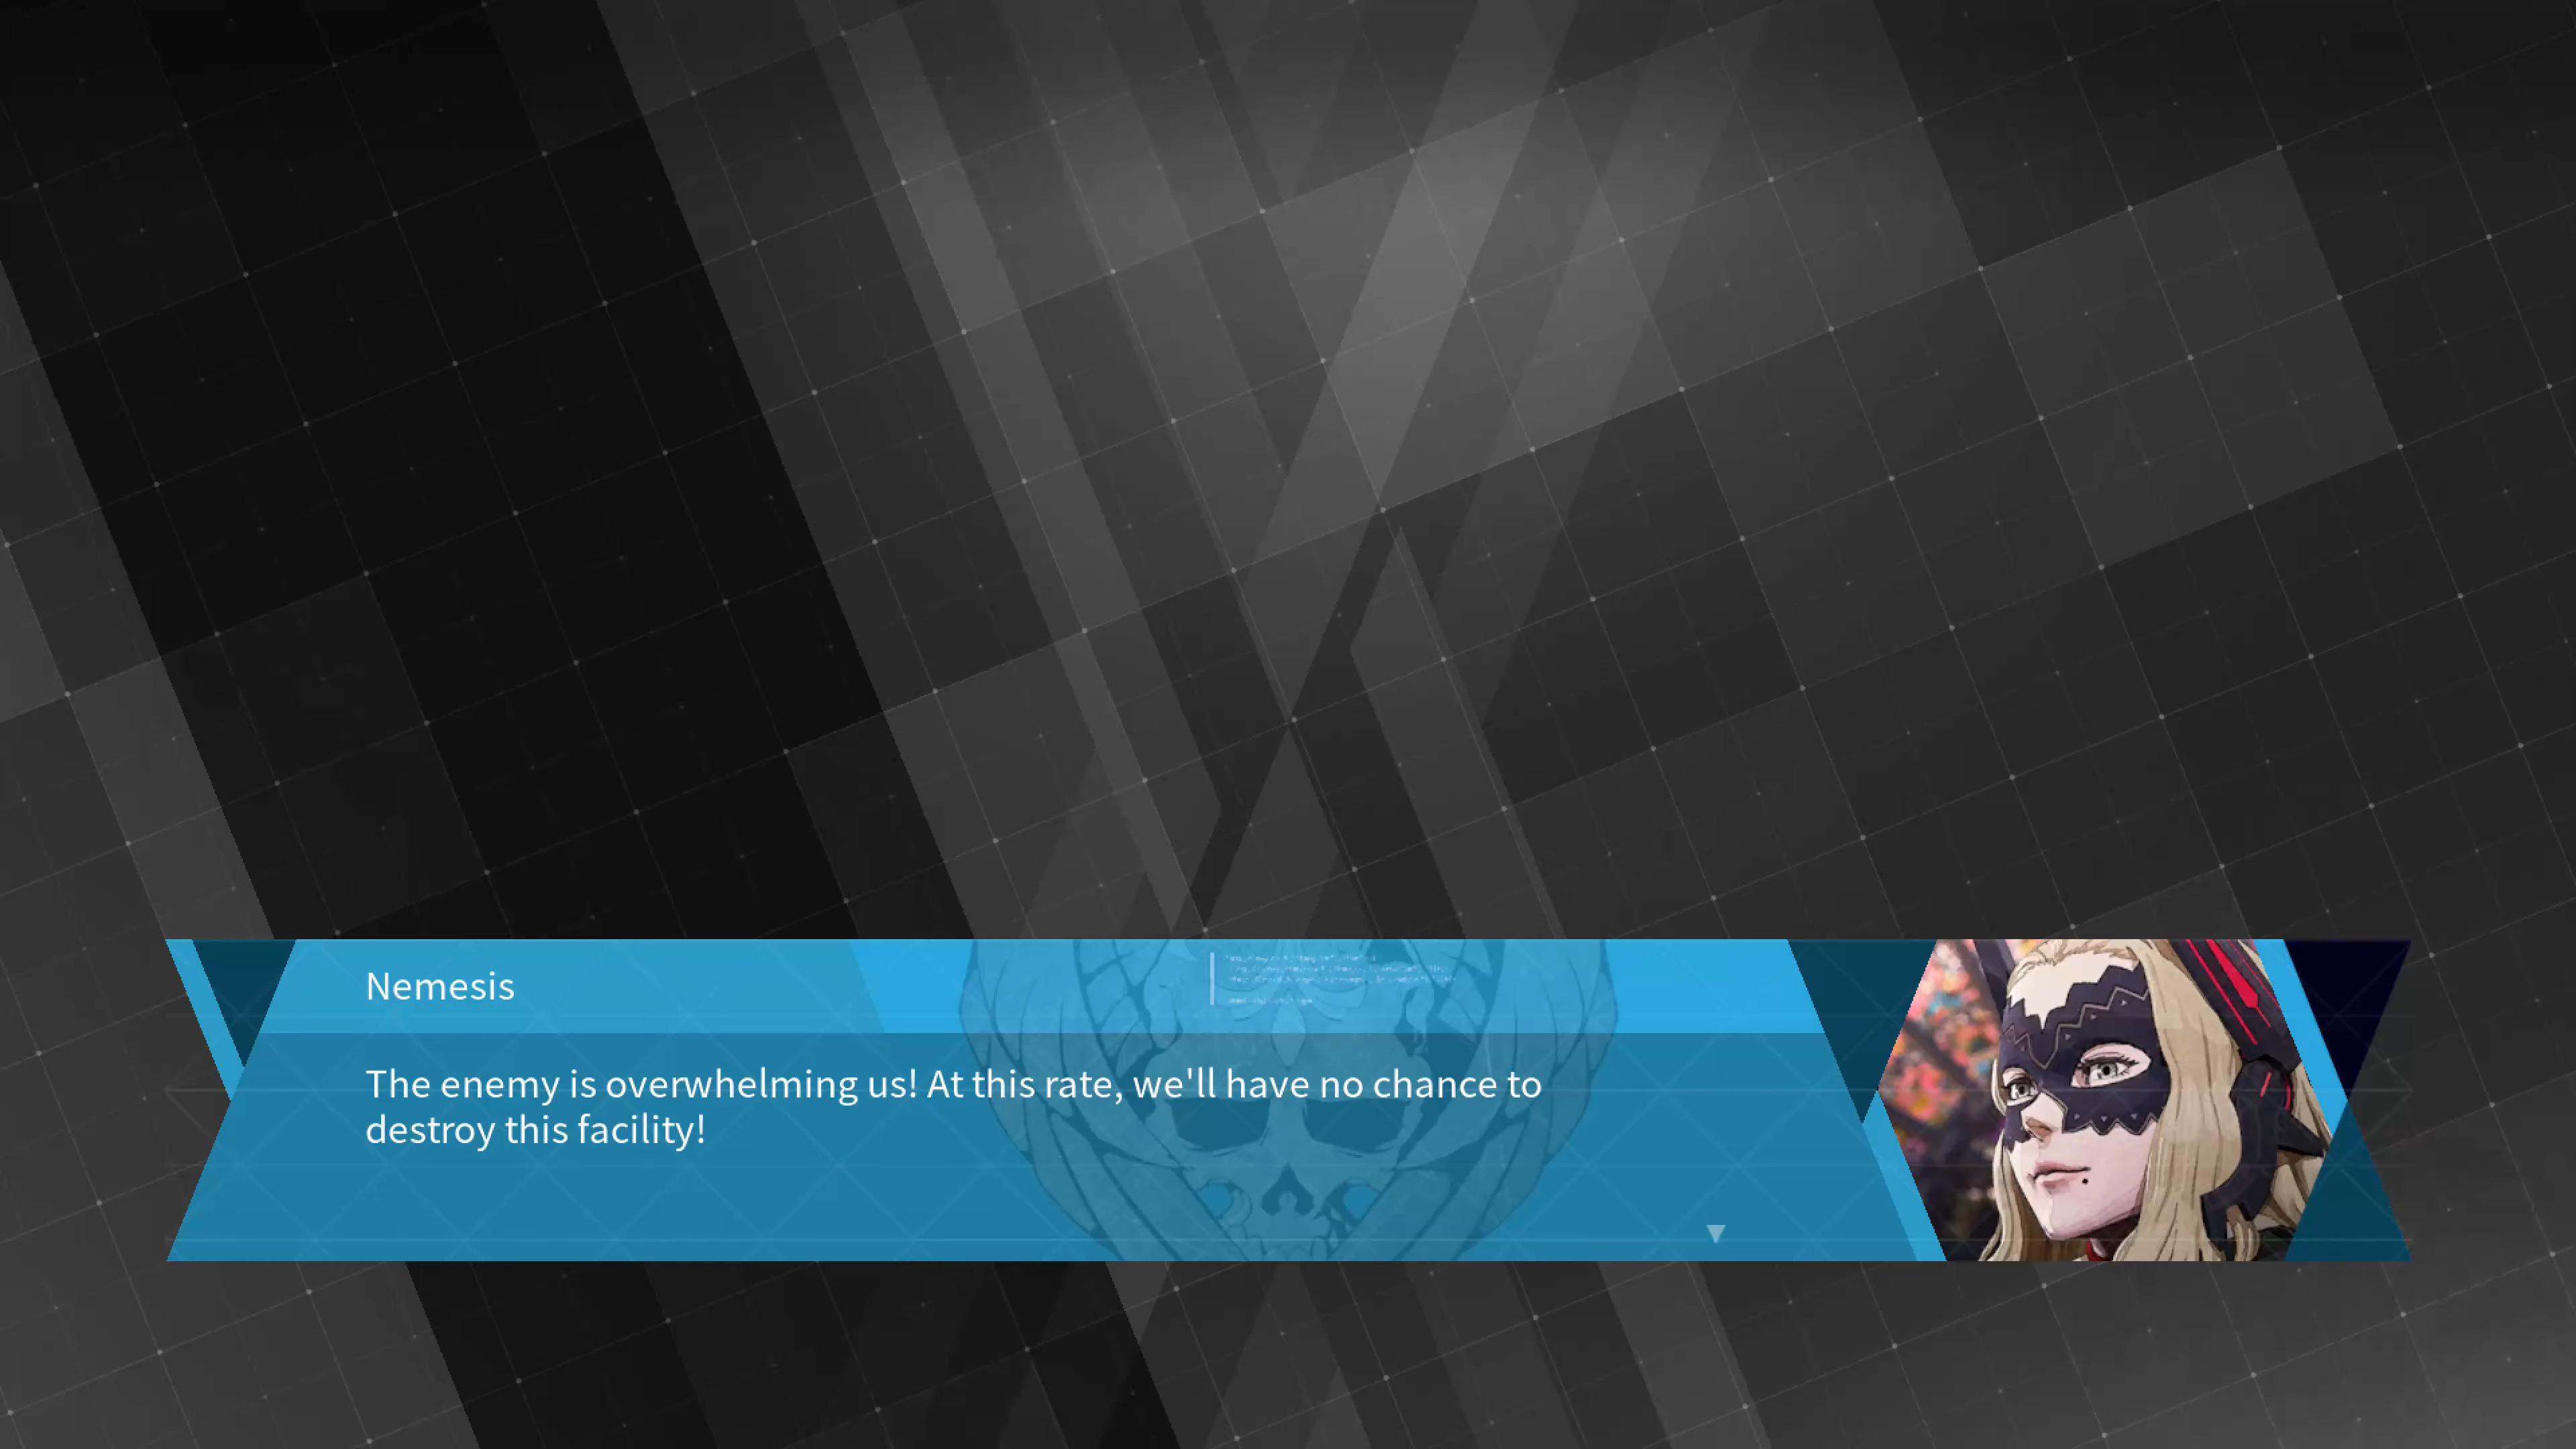 Nemesis
The enemy is overwhelming us! At this rate, we'll have no chance to
destroy this facility!